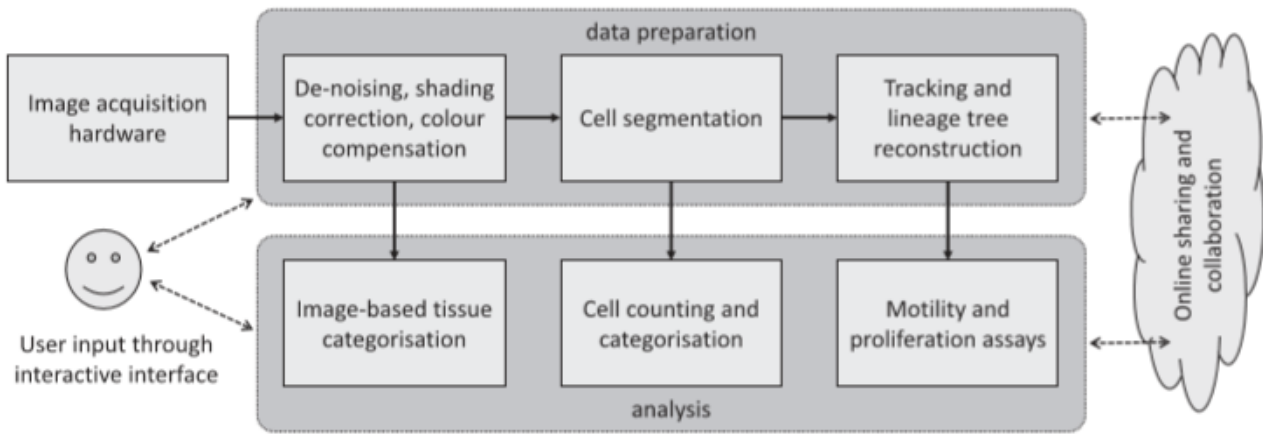 data preparation
Image acquisition
hardware
De-noising, shading
correction, colour
compensation
Cell segmentation
Tracking and
lineage tree
reconstruction
Online sharing and
collaboration
User input through
interactive interface
Image-based tissue
categorisation
Cell counting and
categorisation
Motility and
proliferation assays
analysis